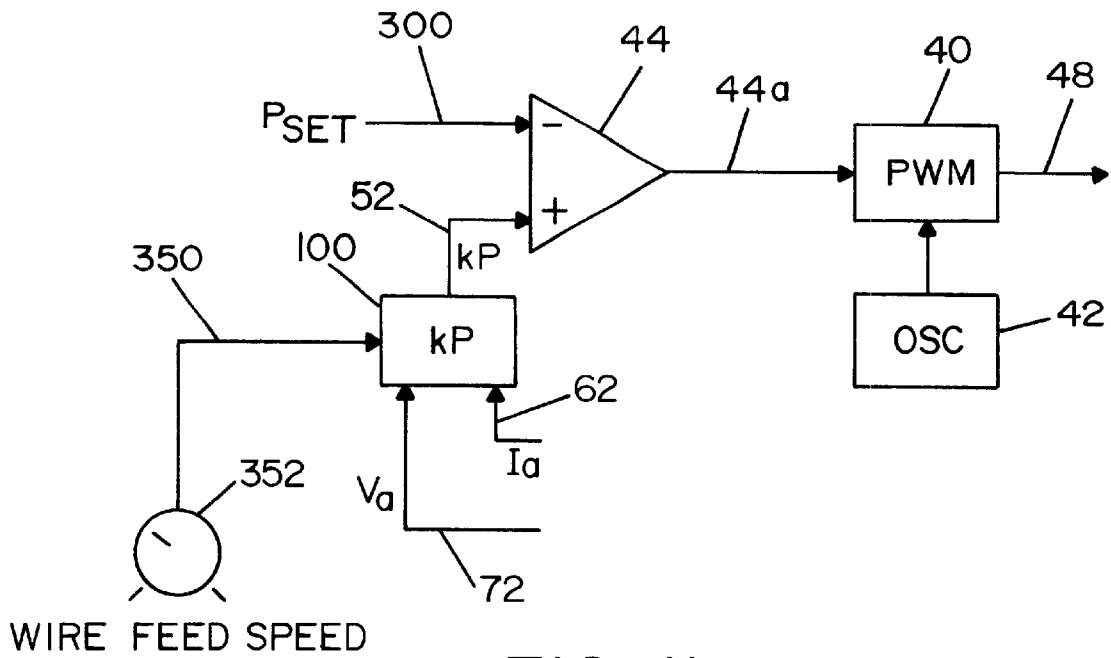 300
44
40
PSET
-
44a
48
PWM
52
+
kP
350
100
kP
OSC
42
62
Ia
352
Va
72
WIRE FEED SPEED